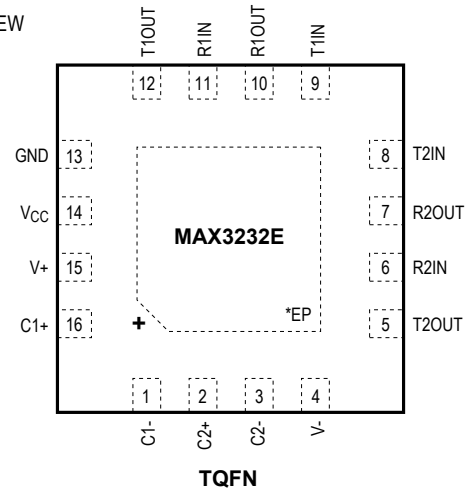 EW
T1OUT
R1IN
R1OUT
T1IN
12
11
10
9
GND 13
8 T2IN
VCC 14
7 R2OUT
MAX3232E
V+ 15
6 R2IN
C1+ 16
+
*EP
5 T2OUT
1
2
3
4
C1-
C2+
C2-
V-
TQFN